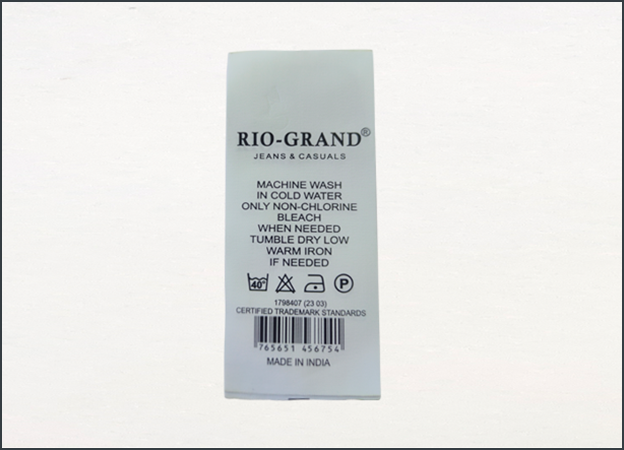 RIO-GRAND®
JEANS & CASUALS
MACHINE WASH
IN COLD WATER
ONLY NON-CHLORINE
BLEACH
WHEN NEEDED
TUMBLE DRY LOW
WARM IRON
IF NEEDED
40° P
1798407 (23 03)
CERTIFIED TRADEMARK STANDARDS
765651 456754
MADE IN INDIA